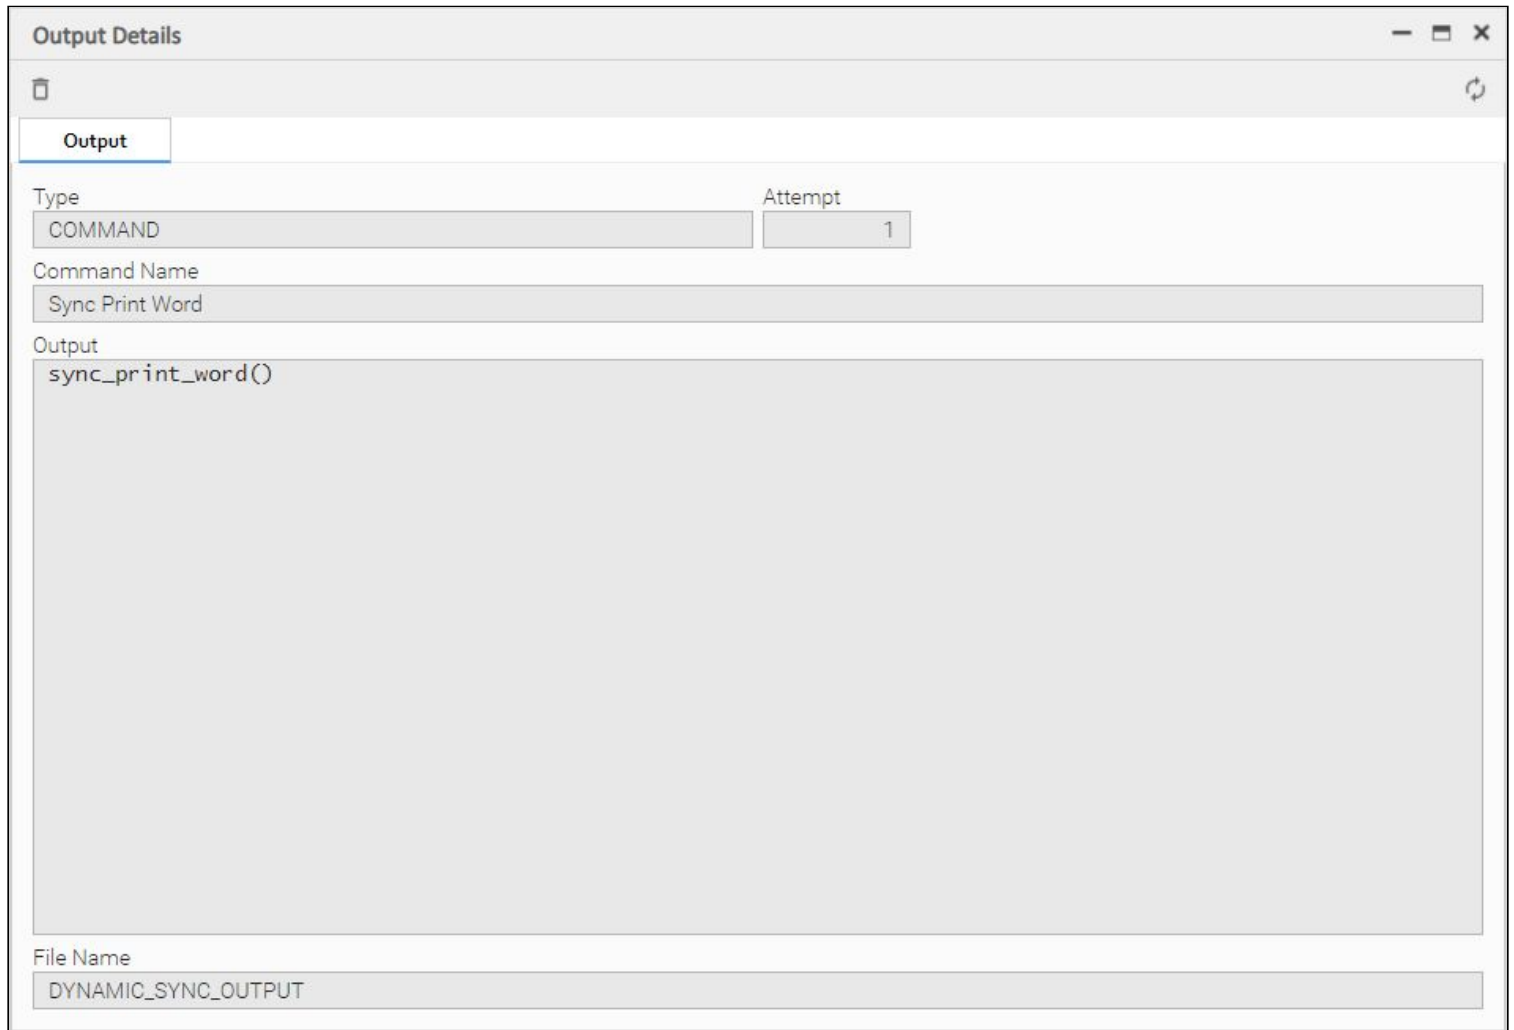 Output Details
Output
Type
Attempt
COMMAND
1
Command Name
Sync Print Word
Output
sync_print_word()
File Name
DYNAMIC_SYNC_OUTPUT